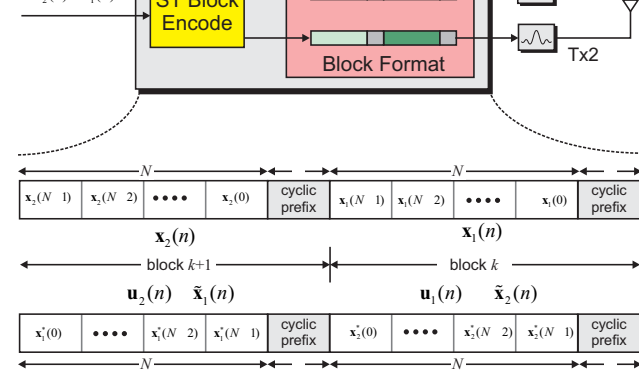 ST Block
Encode
Block Format
Tx2
N N
x₂(N 1) x₂(N 2) •••• x₂(0) cyclic prefix x₁(N 1) x₁(N 2) •••• x₁(0) cyclic prefix
x₂(n) x₁(n)
block k+1 block k
u₂(n) x̃₁(n) u₁(n) x̃₂(n)
x₁*(0) •••• x₁*(N 2) x₁*(N 1) cyclic prefix x₂*(0) •••• x₂*(N 2) x₂*(N 1) cyclic prefix
N N